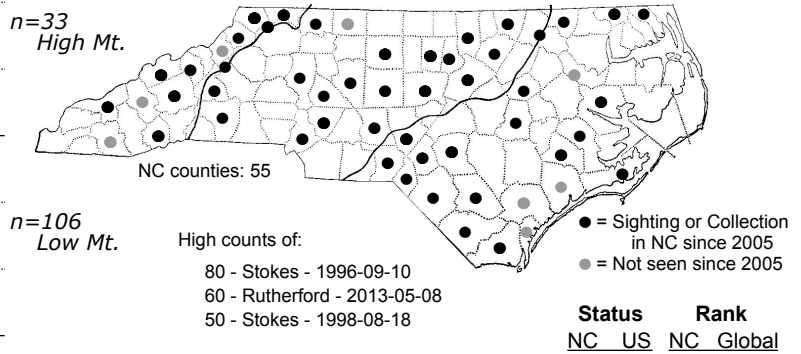 n=33
High Mt.
NC counties: 55
n=106
Low Mt.
High counts of:
80 - Stokes - 1996-09-10
60 - Rutherford - 2013-05-08
50 - Stokes - 1998-08-18
● = Sighting or Collection
in NC since 2005
● = Not seen since 2005
Status Rank
NC US NC Global